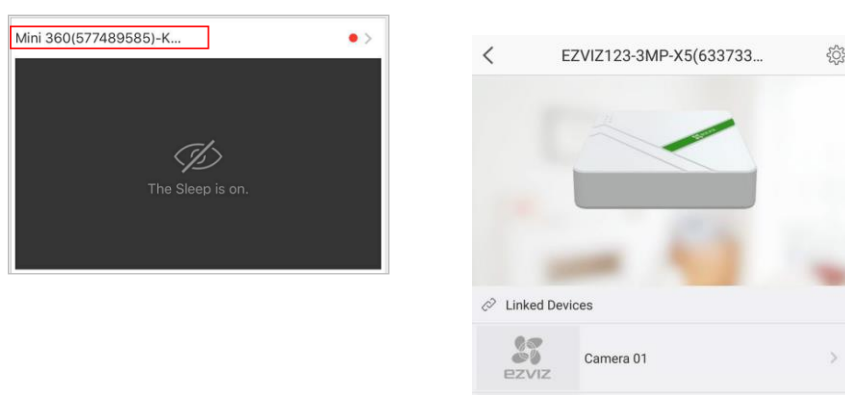 Mini 360(577489585)-K...
The Sleep is on.
EZVIZ123-3MP-X5(633733...
Linked Devices
Camera 01
EZVIZ